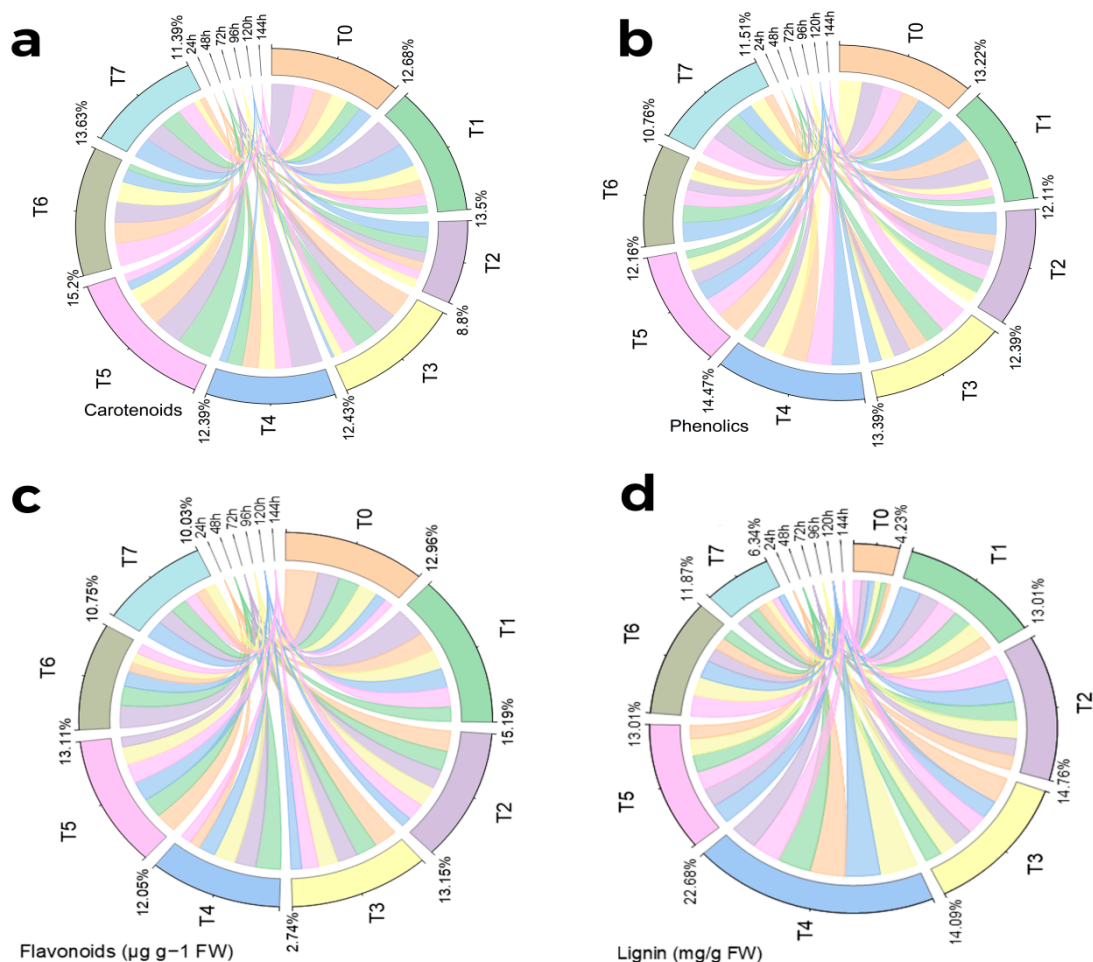 a
11.39%
24h
48h
72h
96h
120h
144h
T0
12.68%
T1
13.5%
T2
8.8%
T3
12.43%
T4
12.39%
T5
15.2%
T6
13.63%
T7
Carotenoids
b
11.51%
24h
48h
72h
96h
120h
144h
T0
13.22%
T1
12.11%
T2
12.39%
T3
13.39%
T4
14.47%
T5
12.16%
T6
10.76%
T7
Phenolics
c
10.03%
24h
48h
72h
96h
120h
144h
T0
12.96%
T1
15.19%
T2
13.15%
T3
2.74%
T4
12.05%
T5
13.11%
T6
10.75%
T7
Flavonoids (µg g−1 FW)
d
6.34%
24h
48h
72h
96h
120h
144h
T0
4.23%
T1
13.01%
T2
14.76%
T3
14.09%
T4
22.68%
T5
13.01%
T6
11.87%
T7
Lignin (mg/g FW)